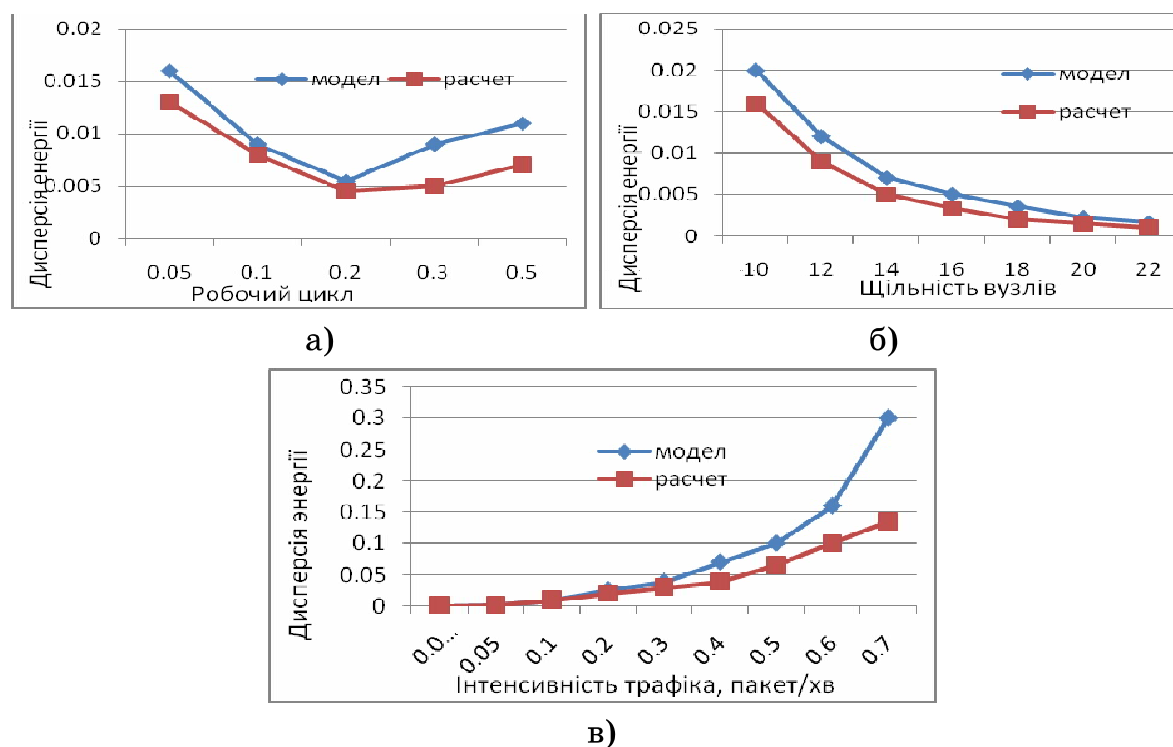 0.02
0.015
0.01
0.005
0
Дисперсія енергії
модел
расчет
0.05 0.1 0.2 0.3 0.5
Робочий цикл
а)
0.025
0.02
0.015
0.01
0.005
0
Дисперсія енергії
модел
расчет
10 12 14 16 18 20 22
Щільність вузлів
б)
0.35
0.3
0.25
0.2
0.15
0.1
0.05
0
Дисперсія энергії
модел
расчет
0.0... 0.05 0.1 0.2 0.3 0.4 0.5 0.6 0.7
Інтенсивність трафіка, пакет/хв
в)